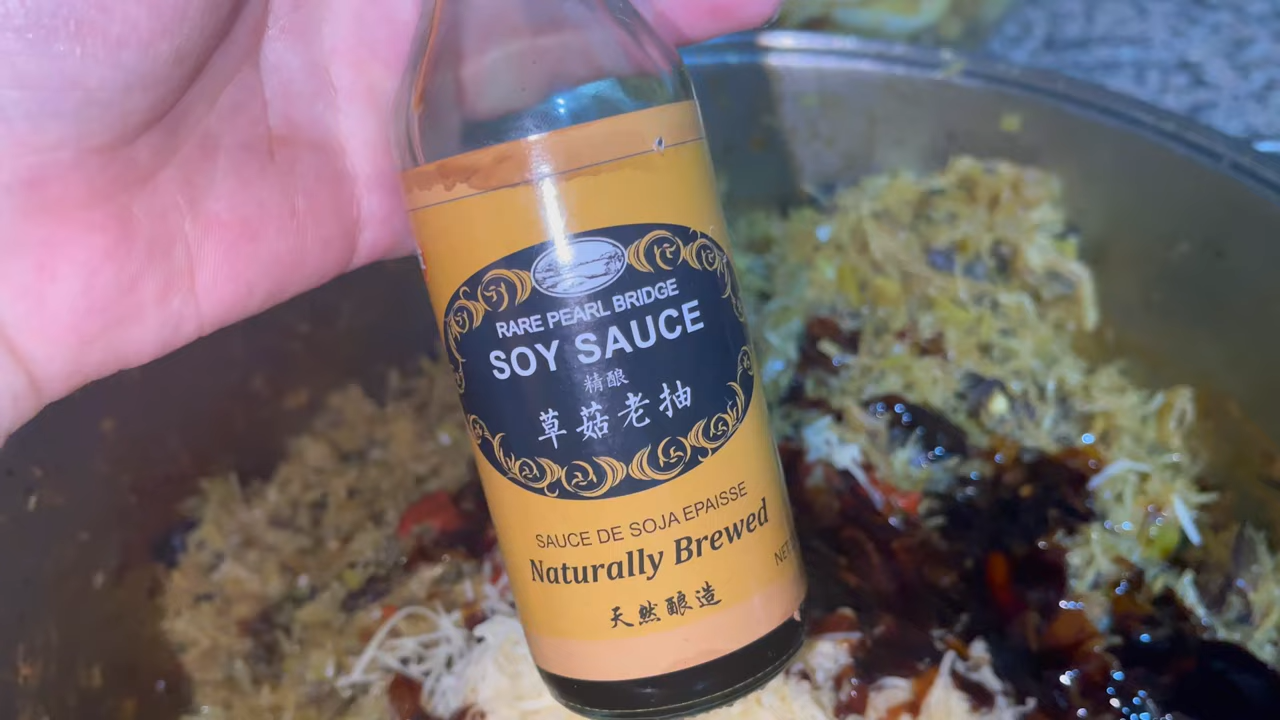 RARE PEARL BRIDGE
SOY SAUCE
精酿
草菇老抽
SAUCE DE SOJA EPAISSE
Naturally Brewed
NET
天然酿造